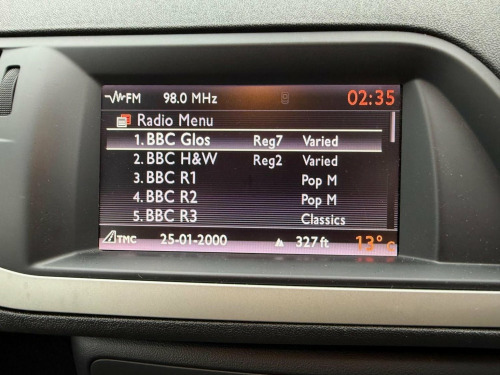 FM 98.0 MHz 9 02:35
Radio Menu
1. BBC Glos Reg7 Varied
2. BBC H&W Reg2 Varied
3. BBC R1 Pop M
4. BBC R2 Pop M
5. BBC R3 Classics
TMC 25-01-2000 327 ft 13°C